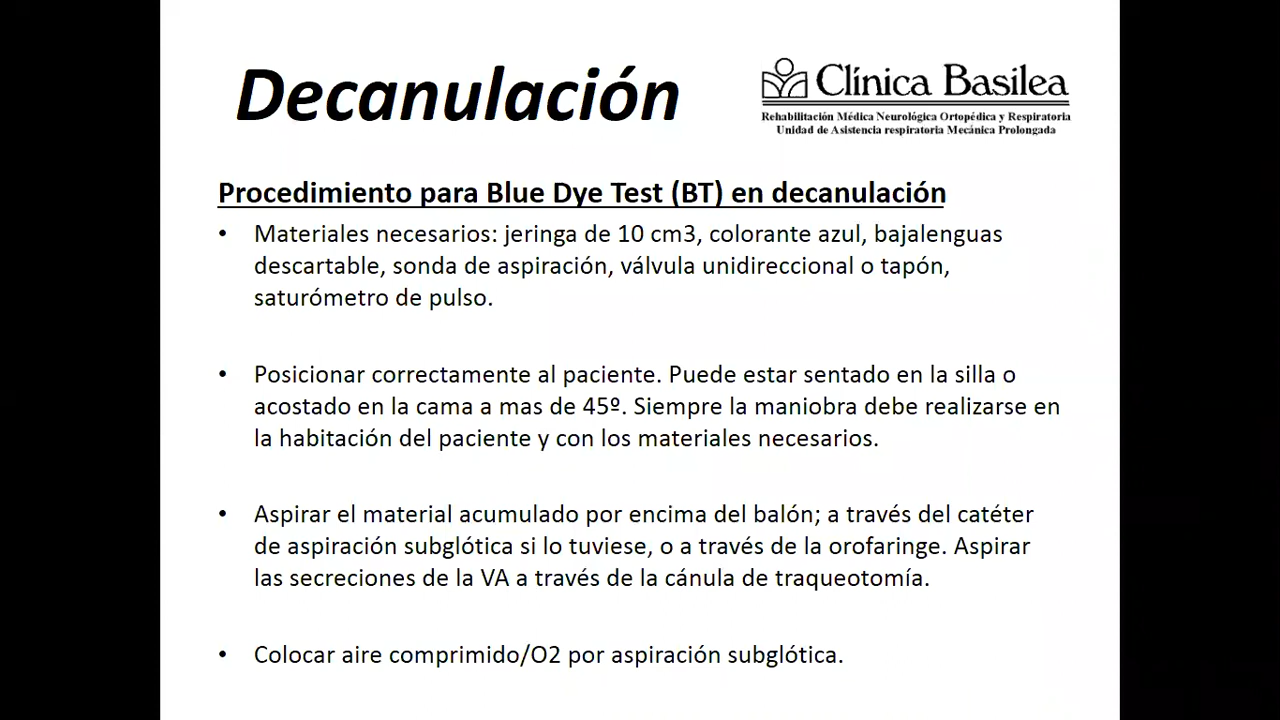 Decanulación
Clínica Basilea
Rehabilitación Médica Neurológica Ortopédica y Respiratoria
Unidad de Asistencia respiratoria Mecánica Prolongada
Procedimiento para Blue Dye Test (BT) en decanulación
• Materiales necesarios: jeringa de 10 cm3, colorante azul, bajalenguas
descartable, sonda de aspiración, válvula unidireccional o tapón,
saturómetro de pulso.
• Posicionar correctamente al paciente. Puede estar sentado en la silla o
acostado en la cama a mas de 45º. Siempre la maniobra debe realizarse en
la habitación del paciente y con los materiales necesarios.
• Aspirar el material acumulado por encima del balón; a través del catéter
de aspiración subglótica si lo tuviese, o a través de la orofaringe. Aspirar
las secreciones de la VA a través de la cánula de traqueotomía.
• Colocar aire comprimido/O2 por aspiración subglótica.